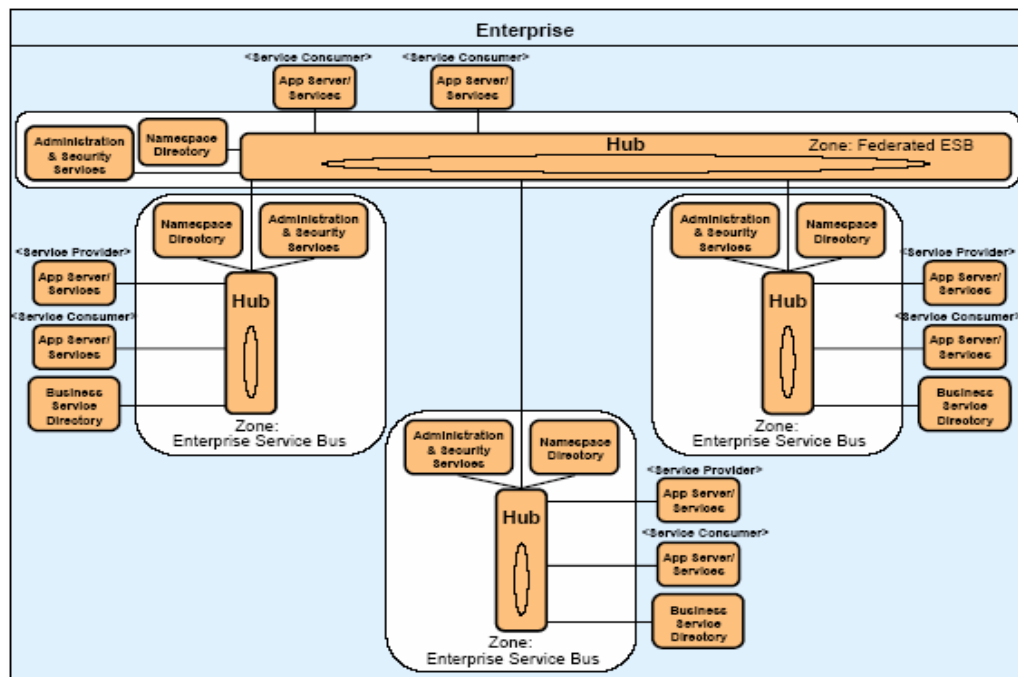 Enterprise
<Service Consumer>
<Service Consumer>
App Server/
Services
App Server/
Services
Administration
& Security
Services
Namespace
Directory
Hub
Zone: Federated ESB
Namespace
Directory
Administration
& Security
Services
<Service Provider>
App Server/
Services
<Service Consumer>
App Server/
Services
Business
Service
Directory
Hub
Zone:
Enterprise Service Bus
Administration
& Security
Services
Namespace
Directory
Hub
<Service Provider>
App Server/
Services
<Service Consumer>
App Server/
Services
Business
Service
Directory
Zone:
Enterprise Service Bus
Administration
& Security
Services
Namespace
Directory
Hub
<Service Provider>
App Server/
Services
<Service Consumer>
App Server/
Services
Business
Service
Directory
Zone:
Enterprise Service Bus